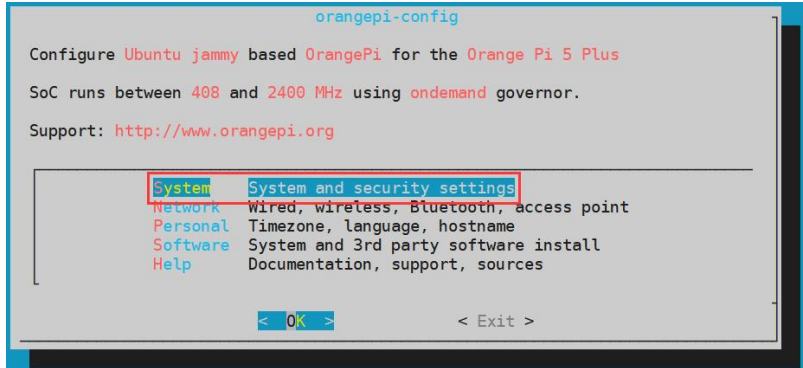 orangepi-config
Configure Ubuntu jammy based OrangePi for the Orange Pi 5 Plus
SoC runs between 408 and 2400 MHz using ondemand governor.
Support: http://www.orangepi.org
System System and security settings
Network Wired, wireless, Bluetooth, access point
Personal Timezone, language, hostname
Software System and 3rd party software install
Help Documentation, support, sources
< OK > < Exit >